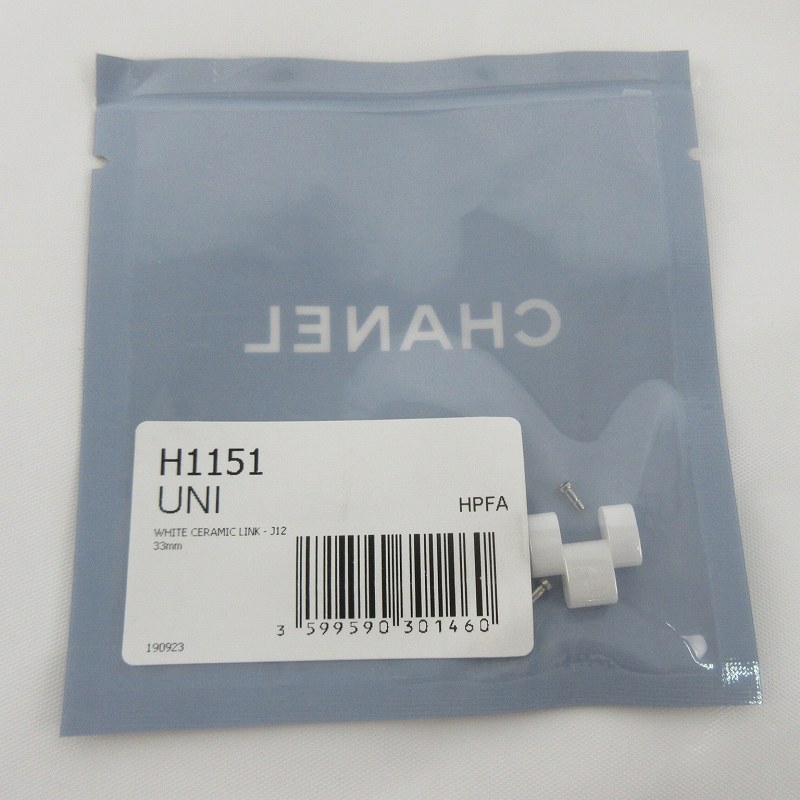 CHANEL
H1151
UNI
HPFA
WHITE CERAMIC LINK - J12
33mm
3 599590 301460
190923